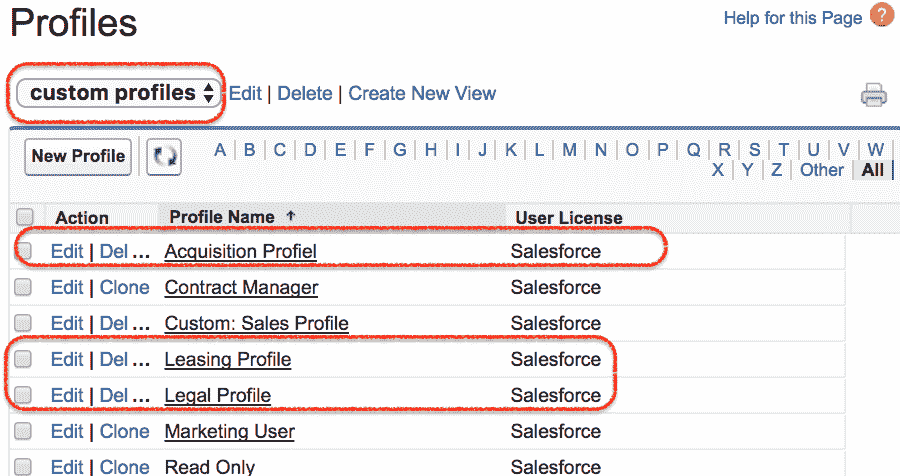 Profiles
Help for this Page ?
custom profiles Edit | Delete | Create New View
New Profile A | B | C | D | E | F | G | H | I | J | K | L | M | N | O | P | Q | R | S | T | U | V | W |
X | Y | Z | Other | All
Action Profile Name ↑ User License
Edit | Del ... Acquisition Profiel Salesforce
Edit | Clone Contract Manager Salesforce
Edit | Del ... Custom: Sales Profile Salesforce
Edit | Del ... Leasing Profile Salesforce
Edit | Del ... Legal Profile Salesforce
Edit | Clone Marketing User Salesforce
Edit | Clone Read Only Salesforce